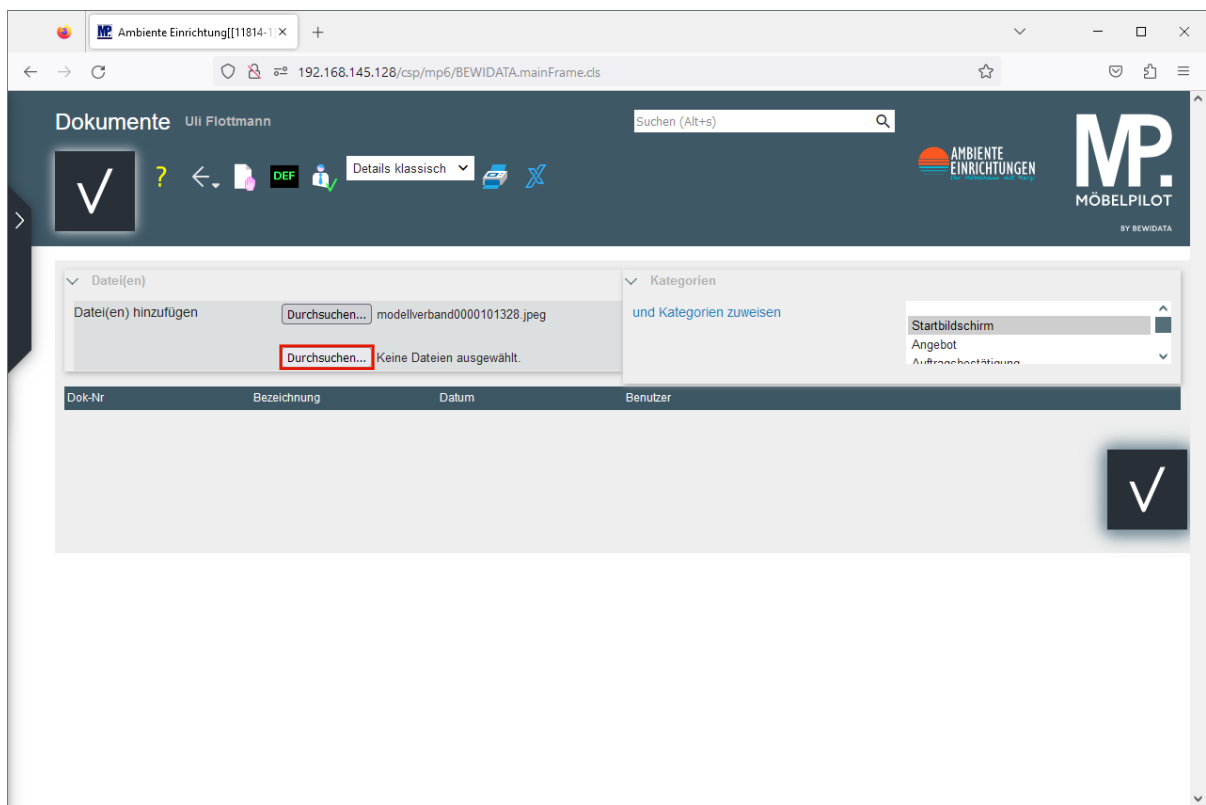 Ambiente Einrichtung[[11814-1]
192.168.145.128/csp/mp6/BEWIDATA.mainFrame.cls
Dokumente Uli Flottmann
Suchen (Alt+s)
? DEF Details klassisch
AMBIENTE
EINRICHTUNGEN
MP.
MÖBELPILOT
BY BEWIDATA
Datei(en)
Kategorien
Datei(en) hinzufügen Durchsuchen... modellverband0000101328.jpeg
und Kategorien zuweisen
Startbildschirm
Angebot
Auftragsbestätigung
Durchsuchen... Keine Dateien ausgewählt.
Dok-Nr Bezeichnung Datum Benutzer